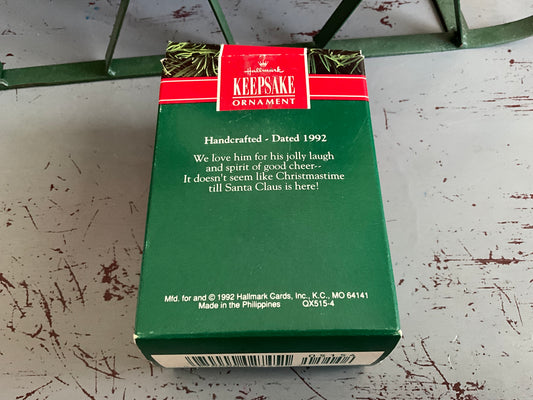 Hallmark
KEEPSAKE
ORNAMENT
Handcrafted - Dated 1992
We love him for his jolly laugh
and spirit of good cheer--
It doesn't seem like Christmastime
till Santa Claus is here!
Mfd. for and © 1992 Hallmark Cards, Inc., K.C., MO 64141
Made in the Philippines QX515-4